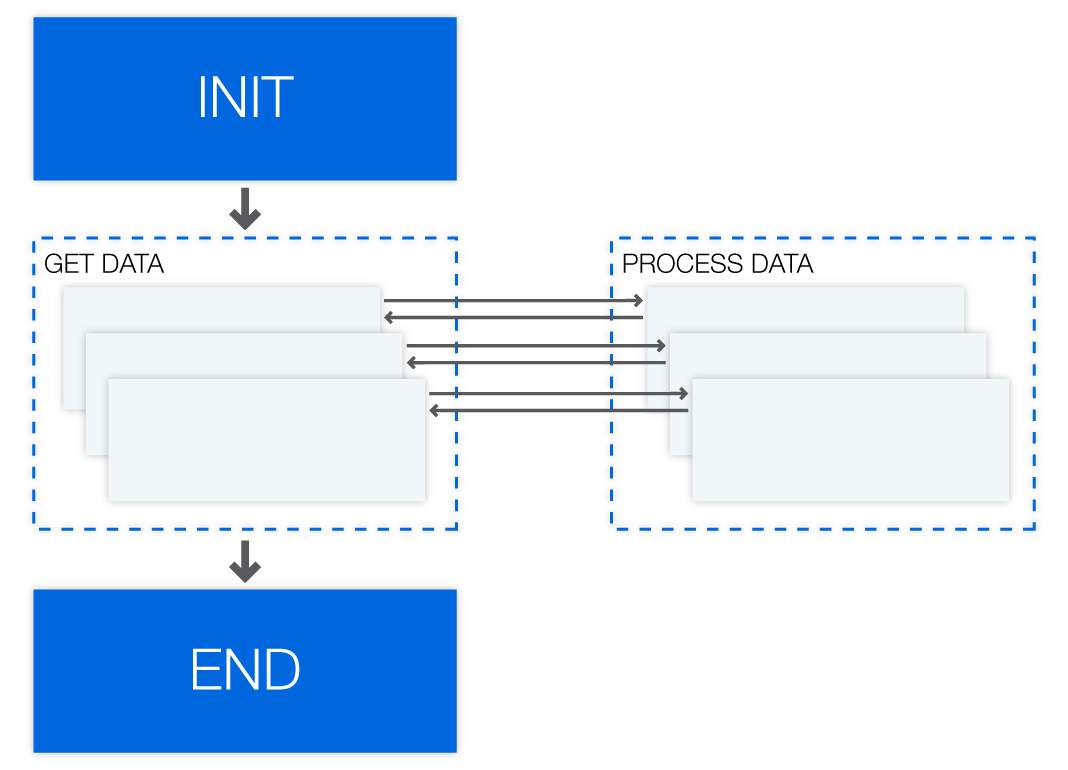 INIT
GET DATA
PROCESS DATA
END